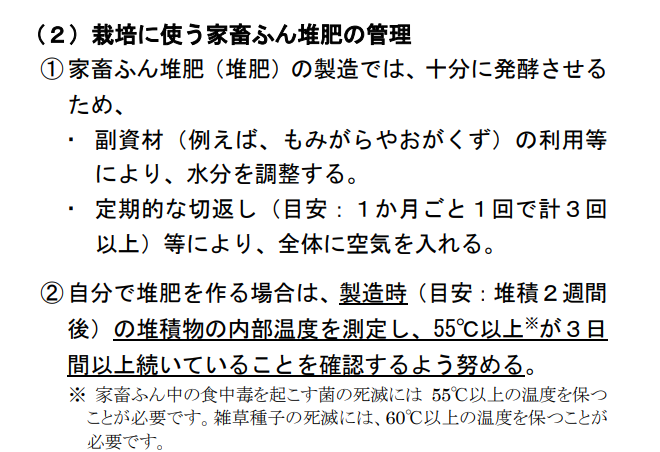 （２）栽培に使う家畜ふん堆肥の管理
① 家畜ふん堆肥（堆肥）の製造では、十分に発酵させる
ため、
・ 副資材（例えば、もみがらやおがくず）の利用等
により、水分を調整する。
・ 定期的な切返し（目安：１か月ごと１回で計３回
以上）等により、全体に空気を入れる。
② 自分で堆肥を作る場合は、製造時（目安：堆積２週間
後）の堆積物の内部温度を測定し、55℃以上※が３日
間以上続いていることを確認するよう努める。
※ 家畜ふん中の食中毒を起こす菌の死滅には 55℃以上の温度を保つ
ことが必要です。雑草種子の死滅には、60℃以上の温度を保つことが
必要です。